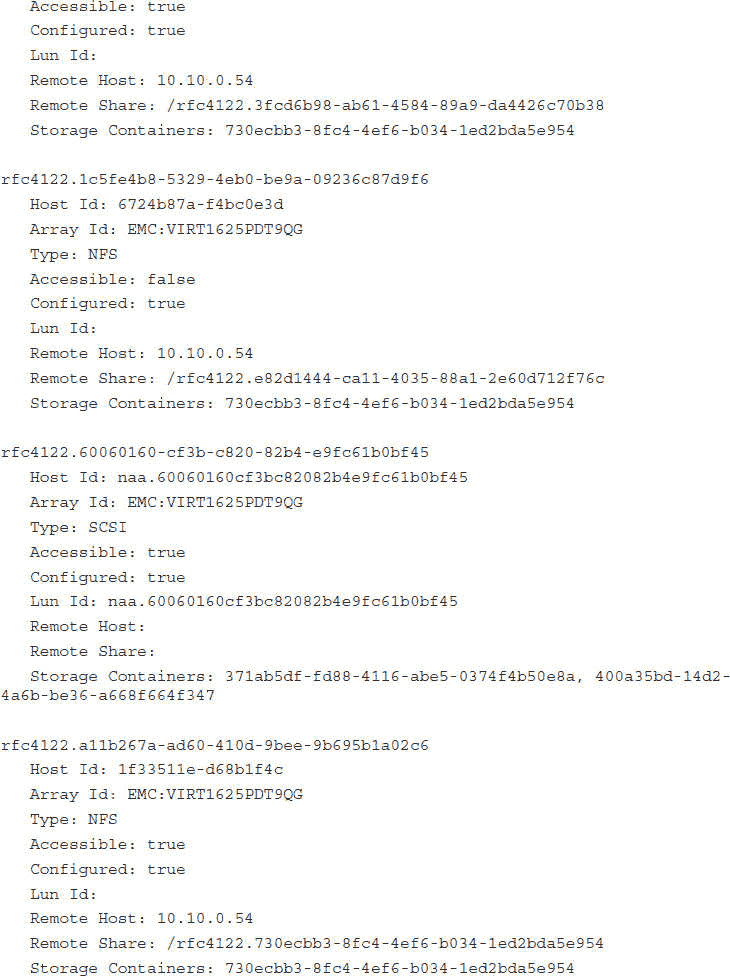 Accessible: true
Configured: true
Lun Id:
Remote Host: 10.10.0.54
Remote Share: /rfc4122.3fcd6b98-ab61-4584-89a9-da4426c70b38
Storage Containers: 730ecbb3-8fc4-4ef6-b034-1ed2bda5e954
rfc4122.1c5fe4b8-5329-4eb0-be9a-09236c87d9f6
Host Id: 6724b87a-f4bc0e3d
Array Id: EMC:VIRT1625PDT9QG
Type: NFS
Accessible: false
Configured: true
Lun Id:
Remote Host: 10.10.0.54
Remote Share: /rfc4122.e82d1444-ca11-4035-88a1-2e60d712f76c
Storage Containers: 730ecbb3-8fc4-4ef6-b034-1ed2bda5e954
rfc4122.60060160-cf3b-c820-82b4-e9fc61b0bf45
Host Id: naa.60060160cf3bc82082b4e9fc61b0bf45
Array Id: EMC:VIRT1625PDT9QG
Type: SCSI
Accessible: true
Configured: true
Lun Id: naa.60060160cf3bc82082b4e9fc61b0bf45
Remote Host:
Remote Share:
Storage Containers: 371ab5df-fd88-4116-abe5-0374f4b50e8a, 400a35bd-14d2-
4a6b-be36-a668f664f347
rfc4122.a11b267a-ad60-410d-9bee-9b695b1a02c6
Host Id: 1f33511e-d68b1f4c
Array Id: EMC:VIRT1625PDT9QG
Type: NFS
Accessible: true
Configured: true
Lun Id:
Remote Host: 10.10.0.54
Remote Share: /rfc4122.730ecbb3-8fc4-4ef6-b034-1ed2bda5e954
Storage Containers: 730ecbb3-8fc4-4ef6-b034-1ed2bda5e954